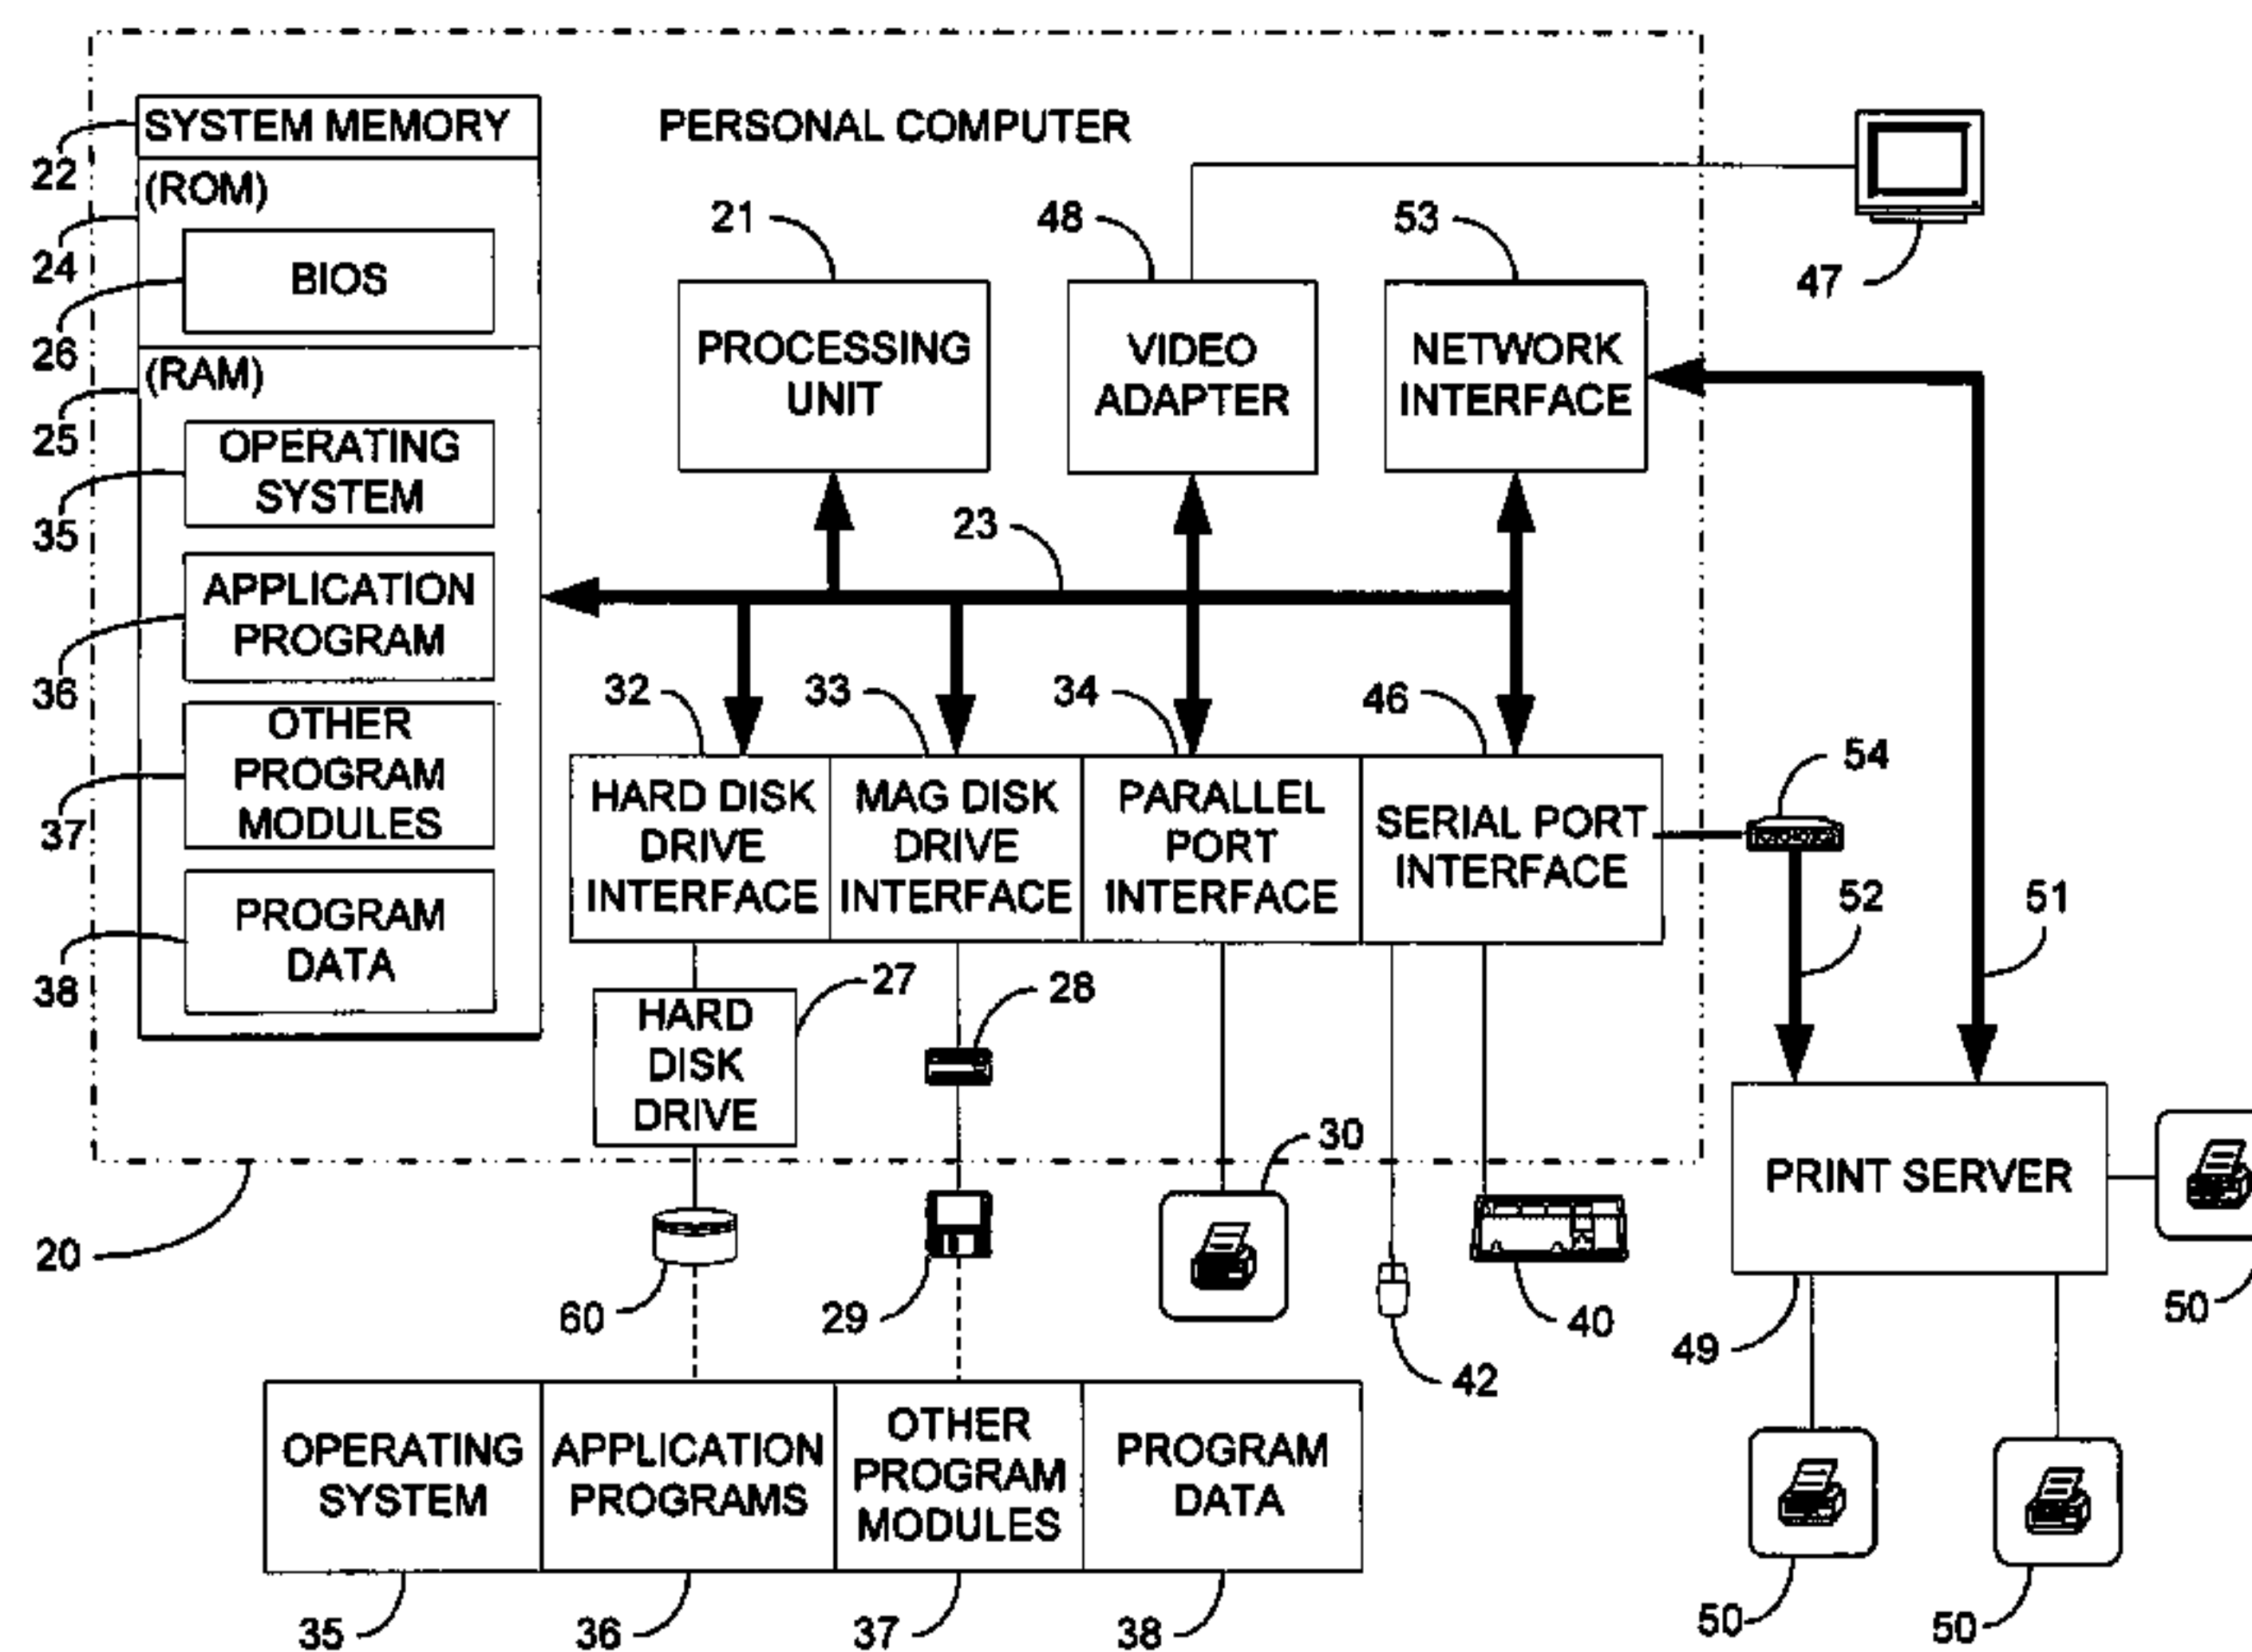 SYSTEM MEMORY
PERSONAL COMPUTER
22
(ROM)
24
BIOS
26
(RAM)
25
OPERATING
SYSTEM
35
APPLICATION
PROGRAM
36
OTHER
PROGRAM
MODULES
37
PROGRAM
DATA
38
21
48
53
47
PROCESSING
UNIT
VIDEO
ADAPTER
NETWORK
INTERFACE
23
32
33
34
46
HARD DISK
DRIVE
INTERFACE
MAG DISK
DRIVE
INTERFACE
PARALLEL
PORT
INTERFACE
SERIAL PORT
INTERFACE
54
52
51
27
28
HARD
DISK
DRIVE
30
PRINT SERVER
20
60
29
42
40
49
50
OPERATING
SYSTEM
APPLICATION
PROGRAMS
OTHER
PROGRAM
MODULES
PROGRAM
DATA
35
36
37
38
50
50